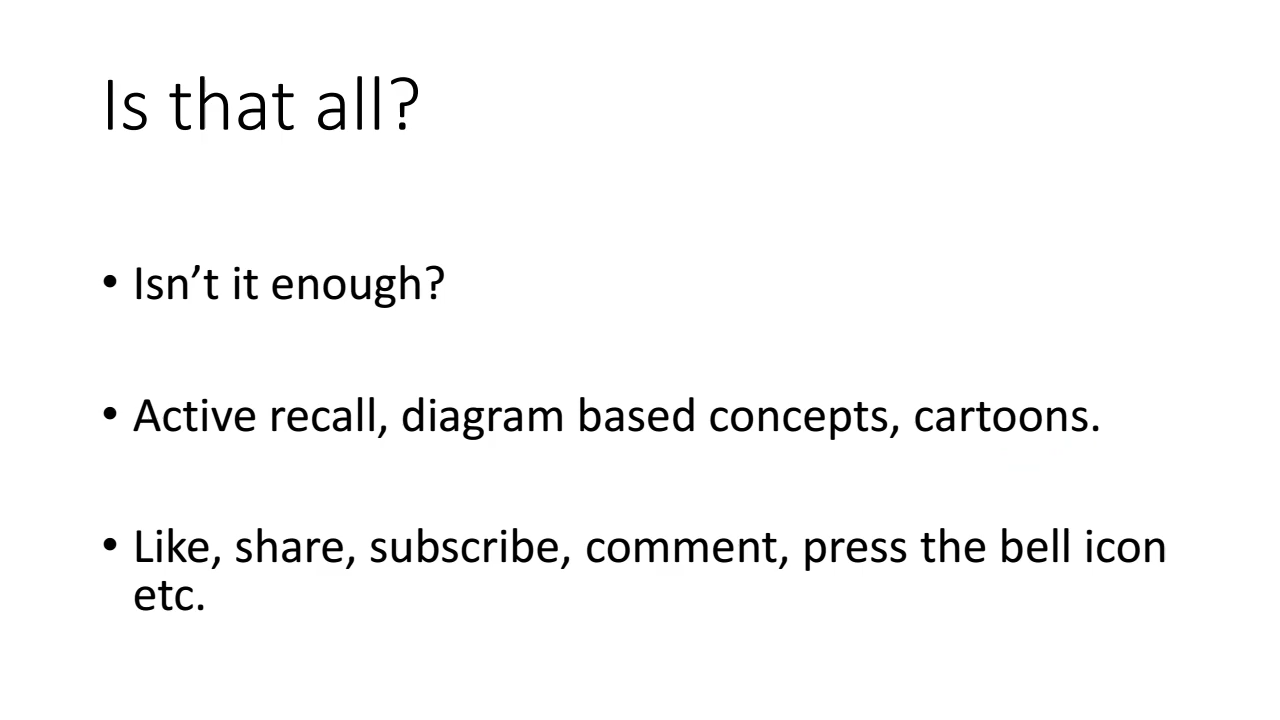 Is that all?
• Isn’t it enough?
• Active recall, diagram based concepts, cartoons.
• Like, share, subscribe, comment, press the bell icon
etc.